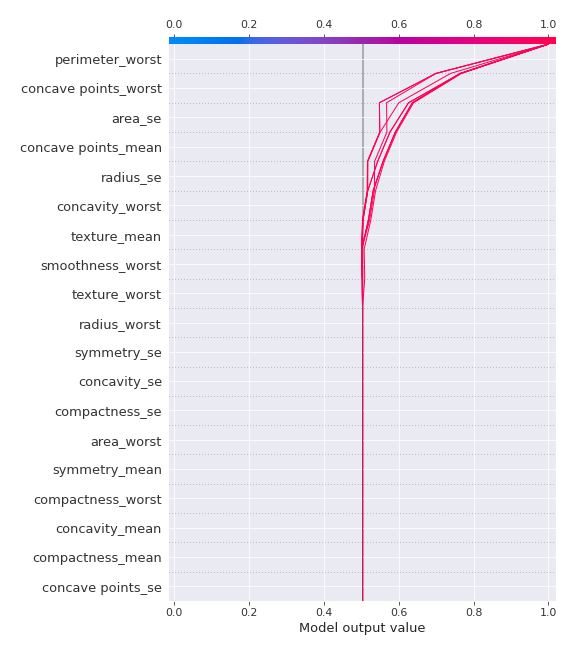 0.0 0.2 0.4 0.6 0.8 1.0
perimeter_worst
concave points_worst
area_se
concave points_mean
radius_se
concavity_worst
texture_mean
smoothness_worst
texture_worst
radius_worst
symmetry_se
concavity_se
compactness_se
area_worst
symmetry_mean
compactness_worst
concavity_mean
compactness_mean
concave points_se
0.0 0.2 0.4 0.6 0.8 1.0
Model output value